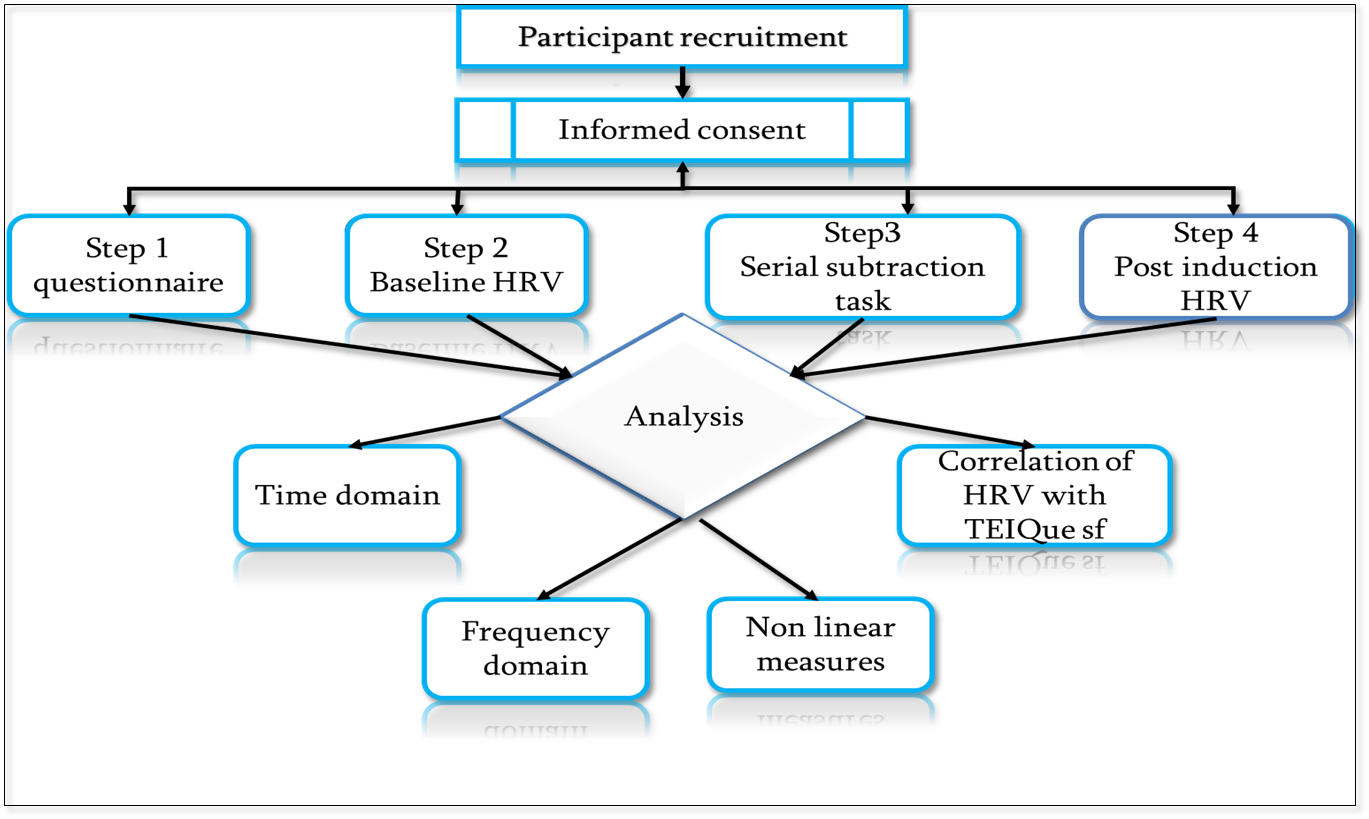 Participant recruitment
Informed consent
Step 1
questionnaire
Step 2
Baseline HRV
Step3
Serial subtraction
task
Step 4
Post induction
HRV
Analysis
Time domain
Correlation of
HRV with
TEIQue sf
Frequency
domain
Non linear
measures